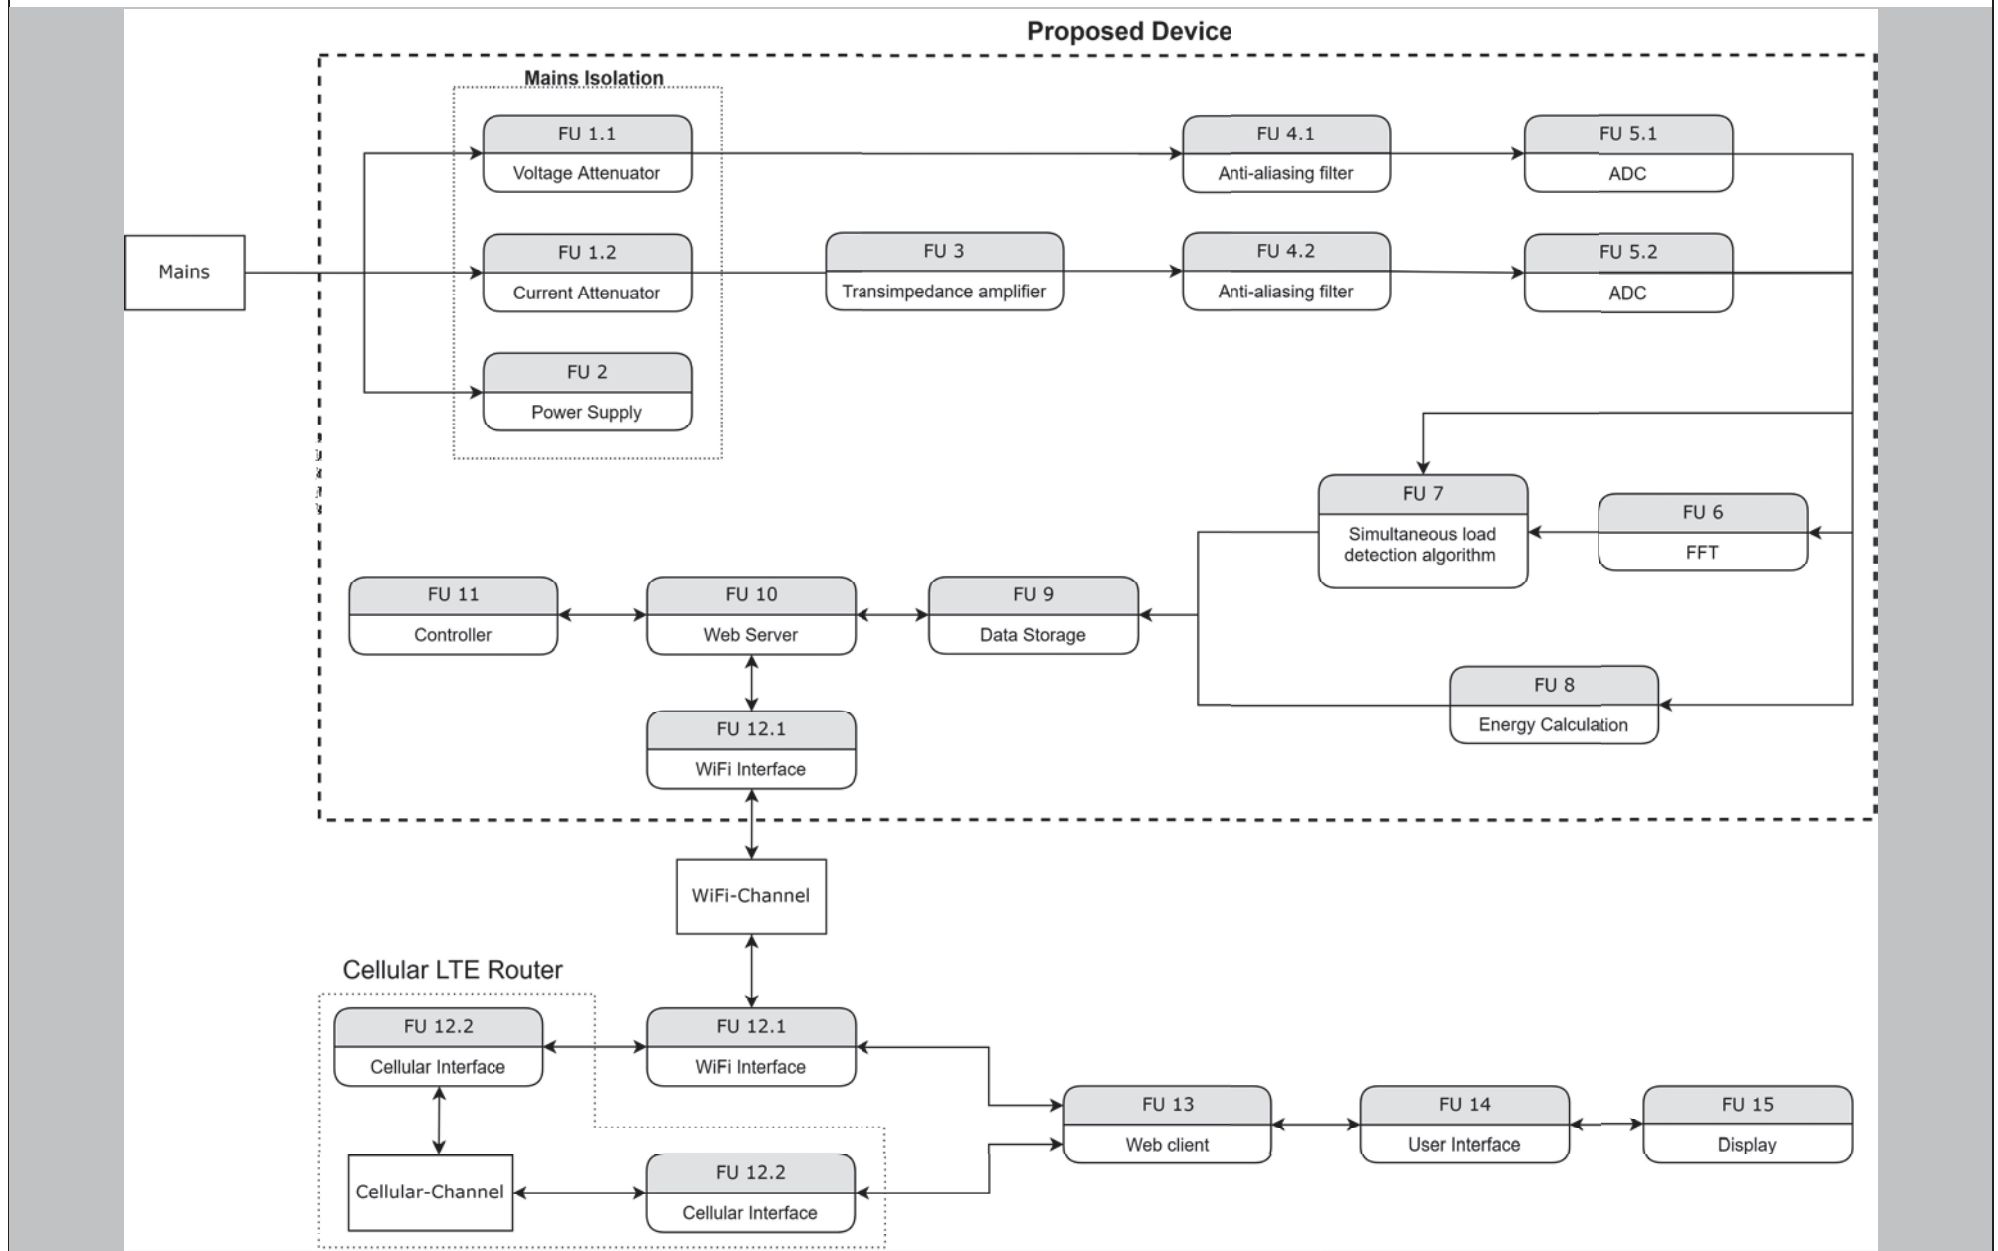 Proposed Device
Mains Isolation
FU 1.1
Voltage Attenuator
FU 4.1
Anti-aliasing filter
FU 5.1
ADC
Mains
FU 1.2
Current Attenuator
FU 3
Transimpedance amplifier
FU 4.2
Anti-aliasing filter
FU 5.2
ADC
FU 2
Power Supply
FU 7
Simultaneous load
detection algorithm
FU 6
FFT
FU 11
Controller
FU 10
Web Server
FU 9
Data Storage
FU 8
Energy Calculation
FU 12.1
WiFi Interface
WiFi-Channel
Cellular LTE Router
FU 12.2
Cellular Interface
FU 12.1
WiFi Interface
FU 13
Web client
FU 14
User Interface
FU 15
Display
Cellular-Channel
FU 12.2
Cellular Interface